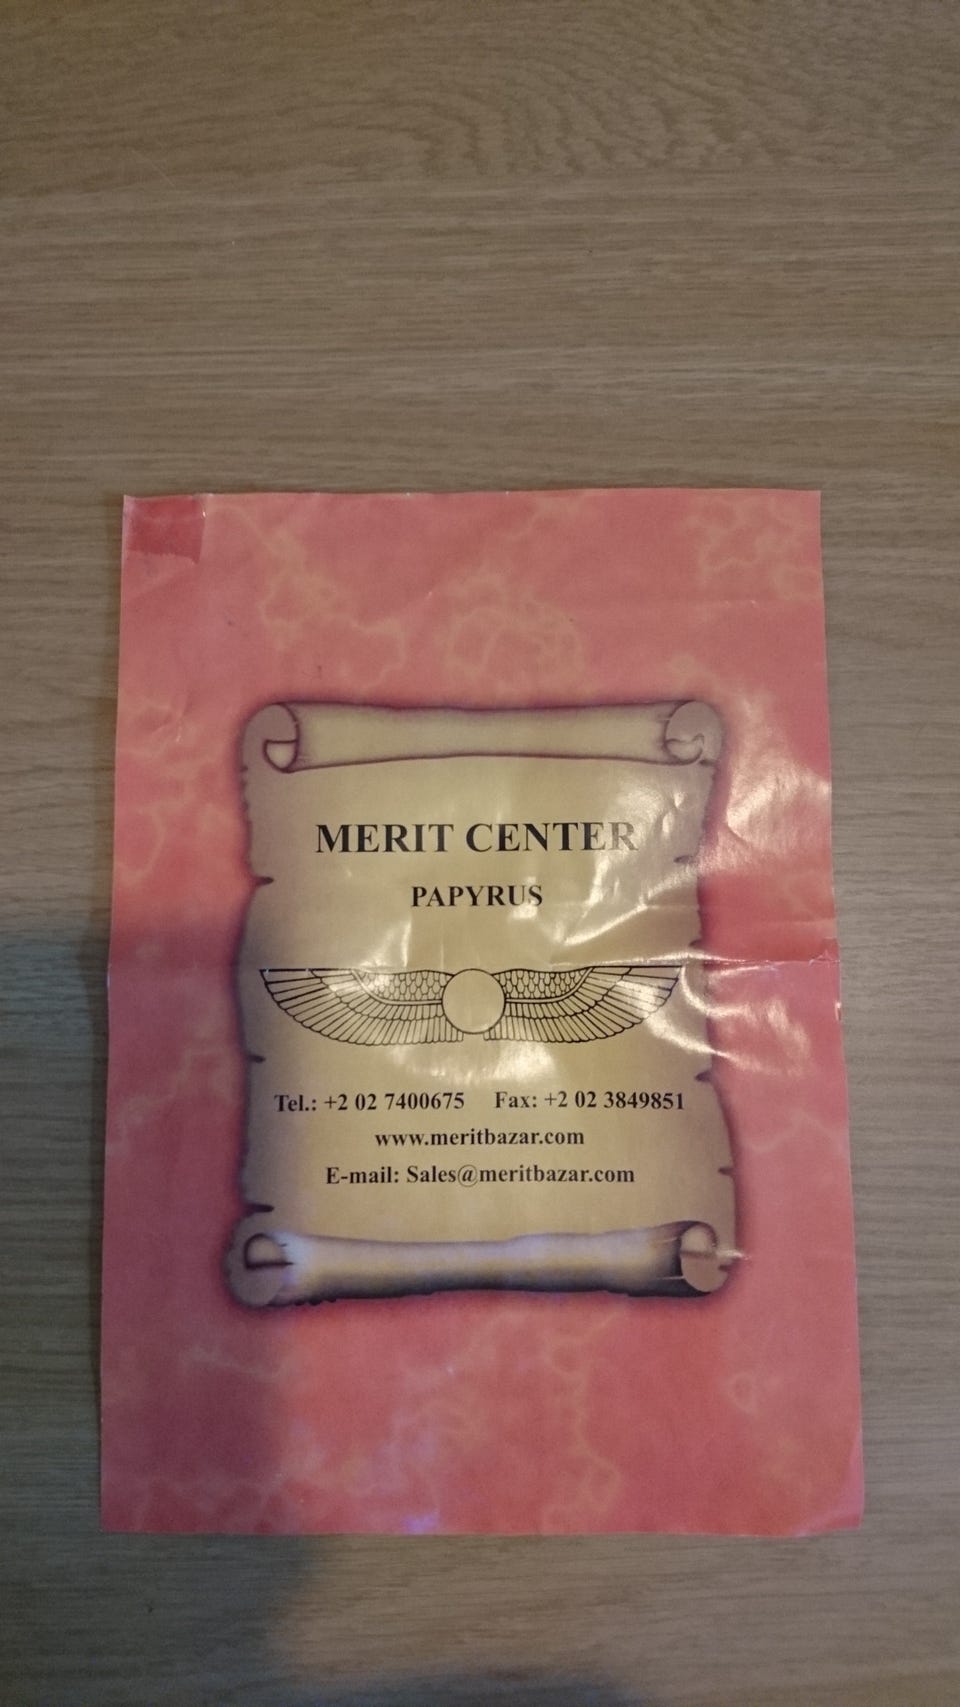 MERIT CENTER
PAPYRUS
Tel.: +2 02 7400675 Fax: +2 02 3849851
www.meritbazar.com
E-mail: Sales@meritbazar.com